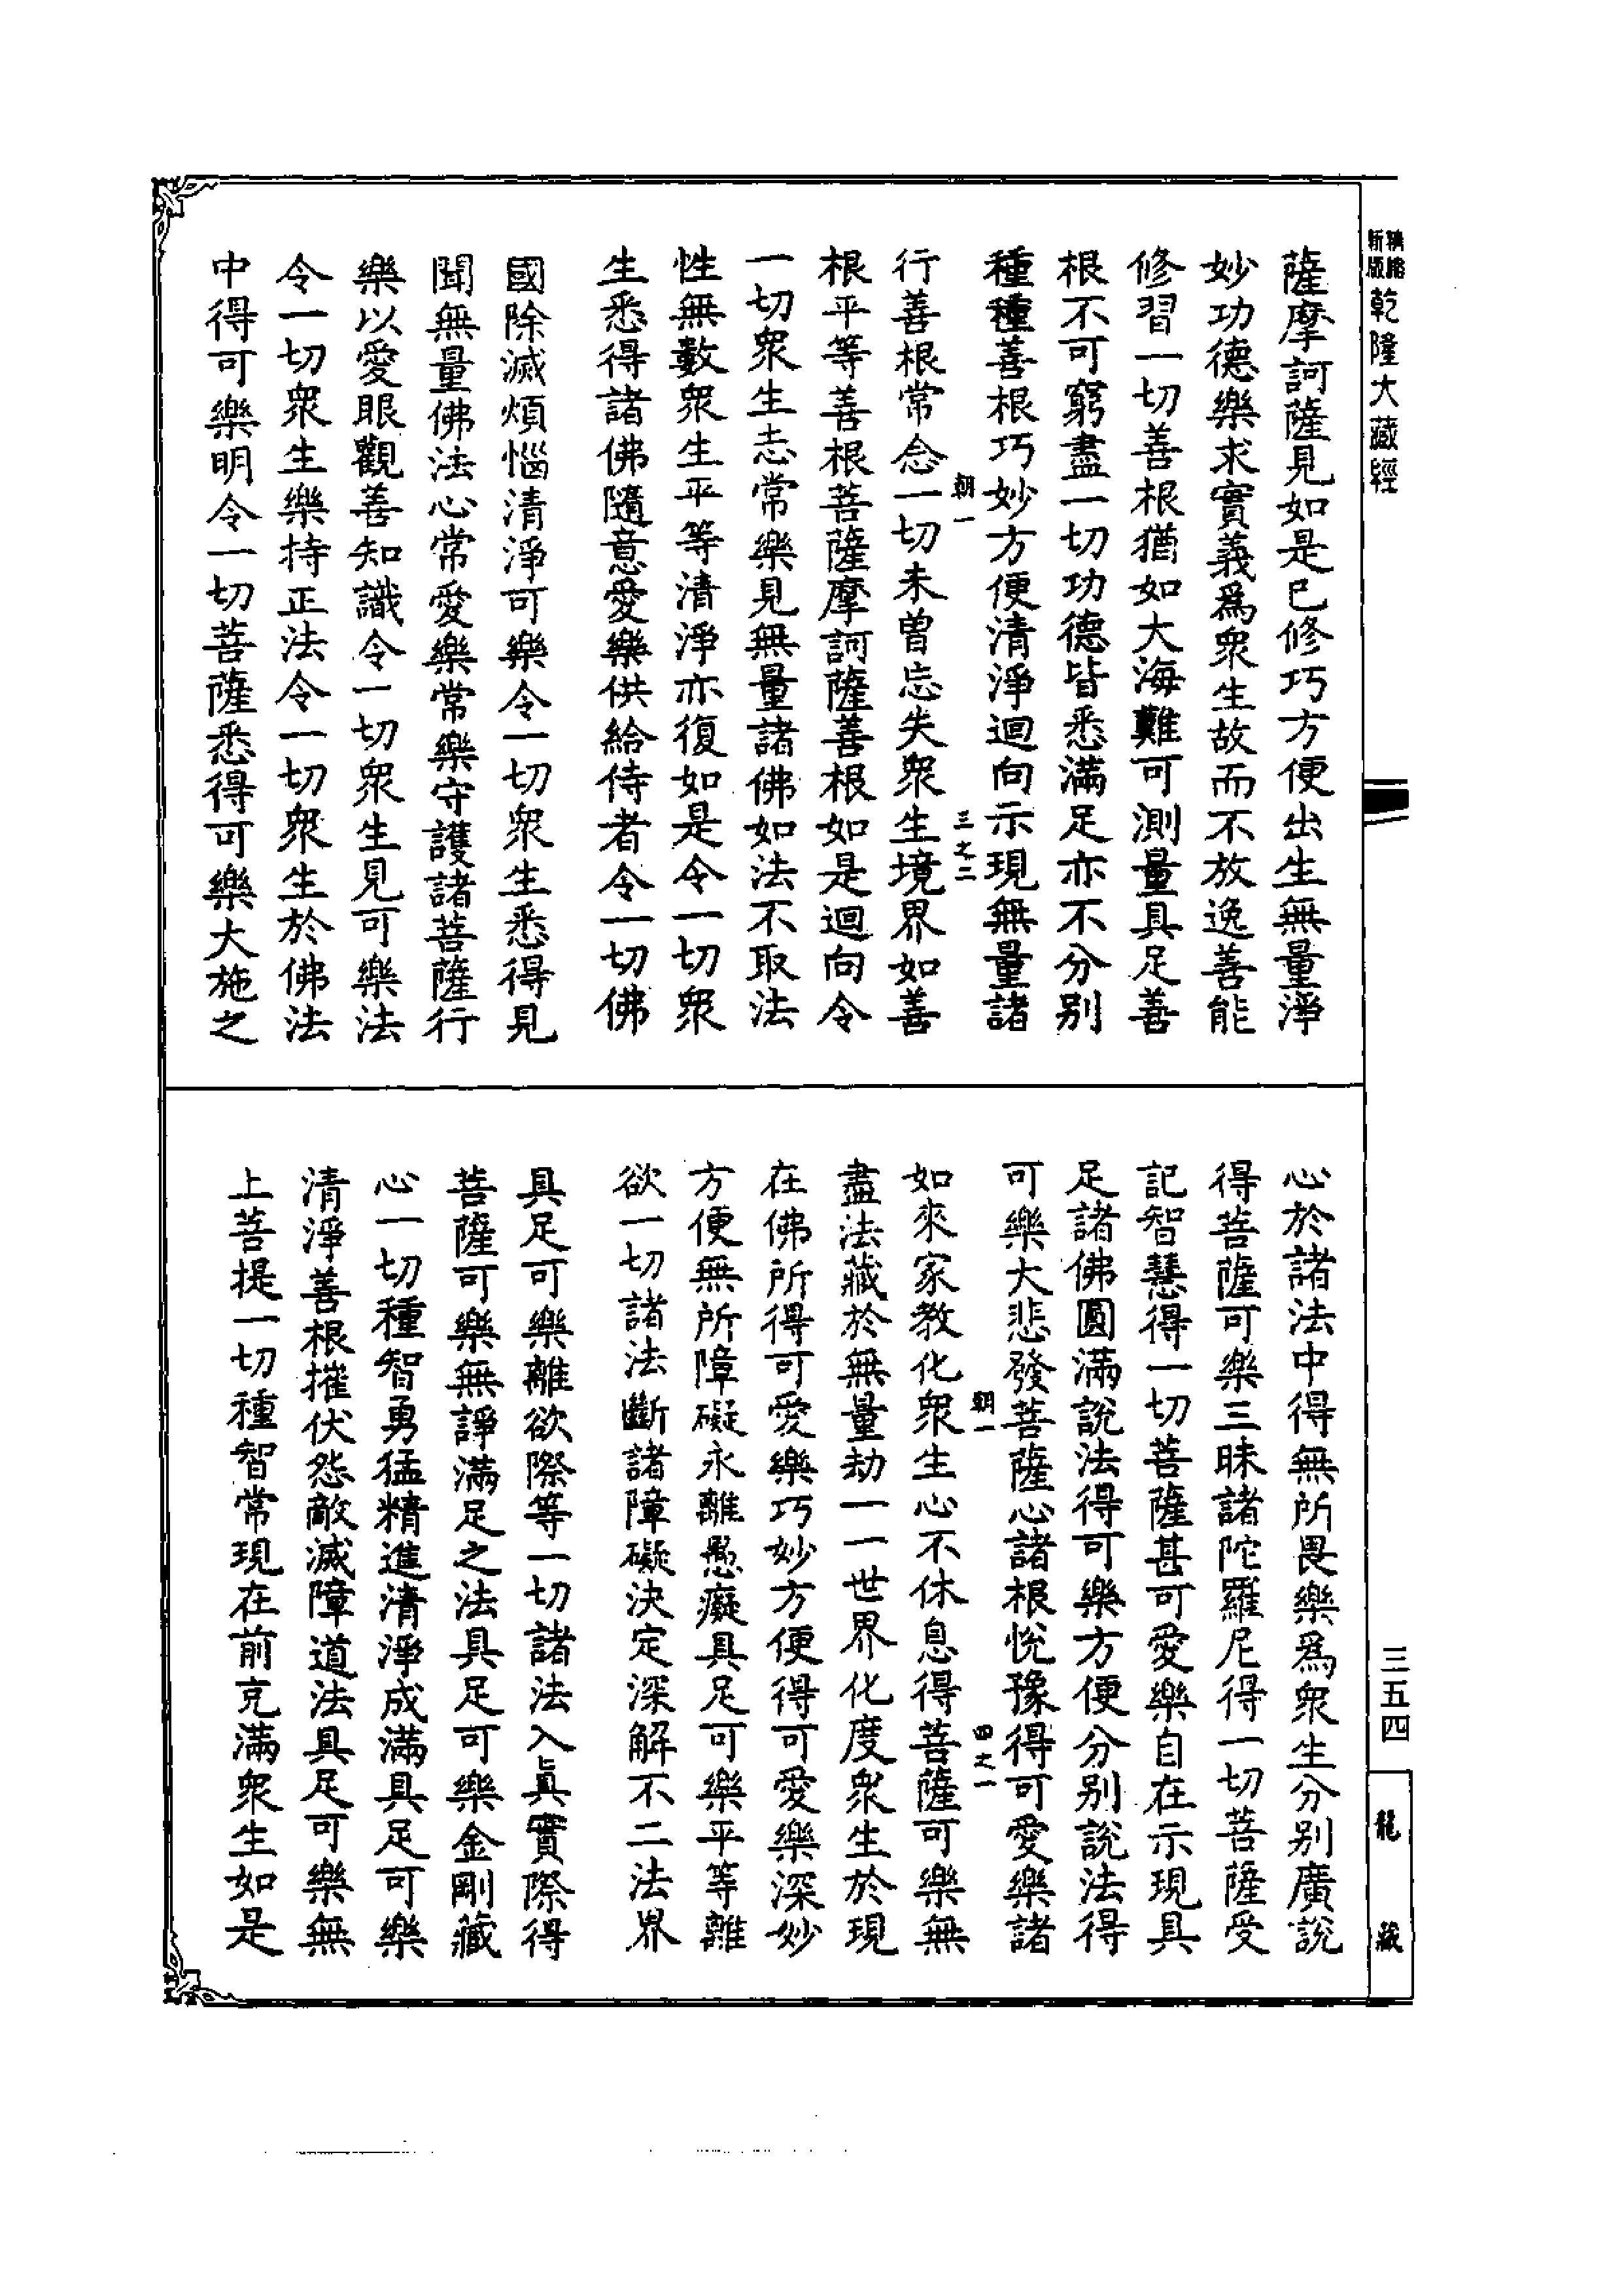 精縮新版乾隆大藏經
薩摩訶薩見如是已修巧方便出生無量淨
妙功德樂求實義爲衆生故而不放逸善能
修習一切善根猶如大海難可測量具足善
根不可窮盡一切功德皆悉滿足亦不分別
種種善根巧妙方便清淨迴向示現無量諸
朝一 三之二
行善根常念一切未曾忘失衆生境界如善
根平等善根菩薩摩訶薩善根如是迴向令
一切衆生志常樂見無量諸佛如法不取法
性無數衆生平等清淨亦復如是令一切衆
生悉得諸佛隨意愛樂供給侍者令一切佛
國除滅煩惱清淨可樂令一切衆生悉得見
聞無量佛法心常愛樂常樂守護諸菩薩行
樂以愛眼觀善知識令一切衆生見可樂法
令一切衆生樂持正法令一切衆生於佛法
中得可樂明令一切菩薩悉得可樂大施之
心於諸法中得無所畏樂爲衆生分別廣說
得菩薩可樂三昧諸陀羅尼得一切菩薩受
記智慧得一切菩薩甚可愛樂自在示現具
足諸佛圓滿說法得可樂方便分別說法得
可樂大悲發菩薩心諸根悅豫得可愛樂諸
朝一 四之一
如來家教化衆生心不休息得菩薩可樂無
盡法藏於無量劫一一世界化度衆生於現
在佛所得可愛樂巧妙方便得可愛樂深妙
方便無所障礙永離愚癡具足可樂平等離
欲一切諸法斷諸障礙決定深解不二法界
具足可樂離欲際等一切諸法入眞實際得
菩薩可樂無諍滿足之法具足可樂金剛藏
心一切種智勇猛精進清淨成滿具足可樂
清淨善根摧伏怨敵滅障道法具足可樂無
上菩提一切種智常現在前充滿衆生如是
三五四
龍藏